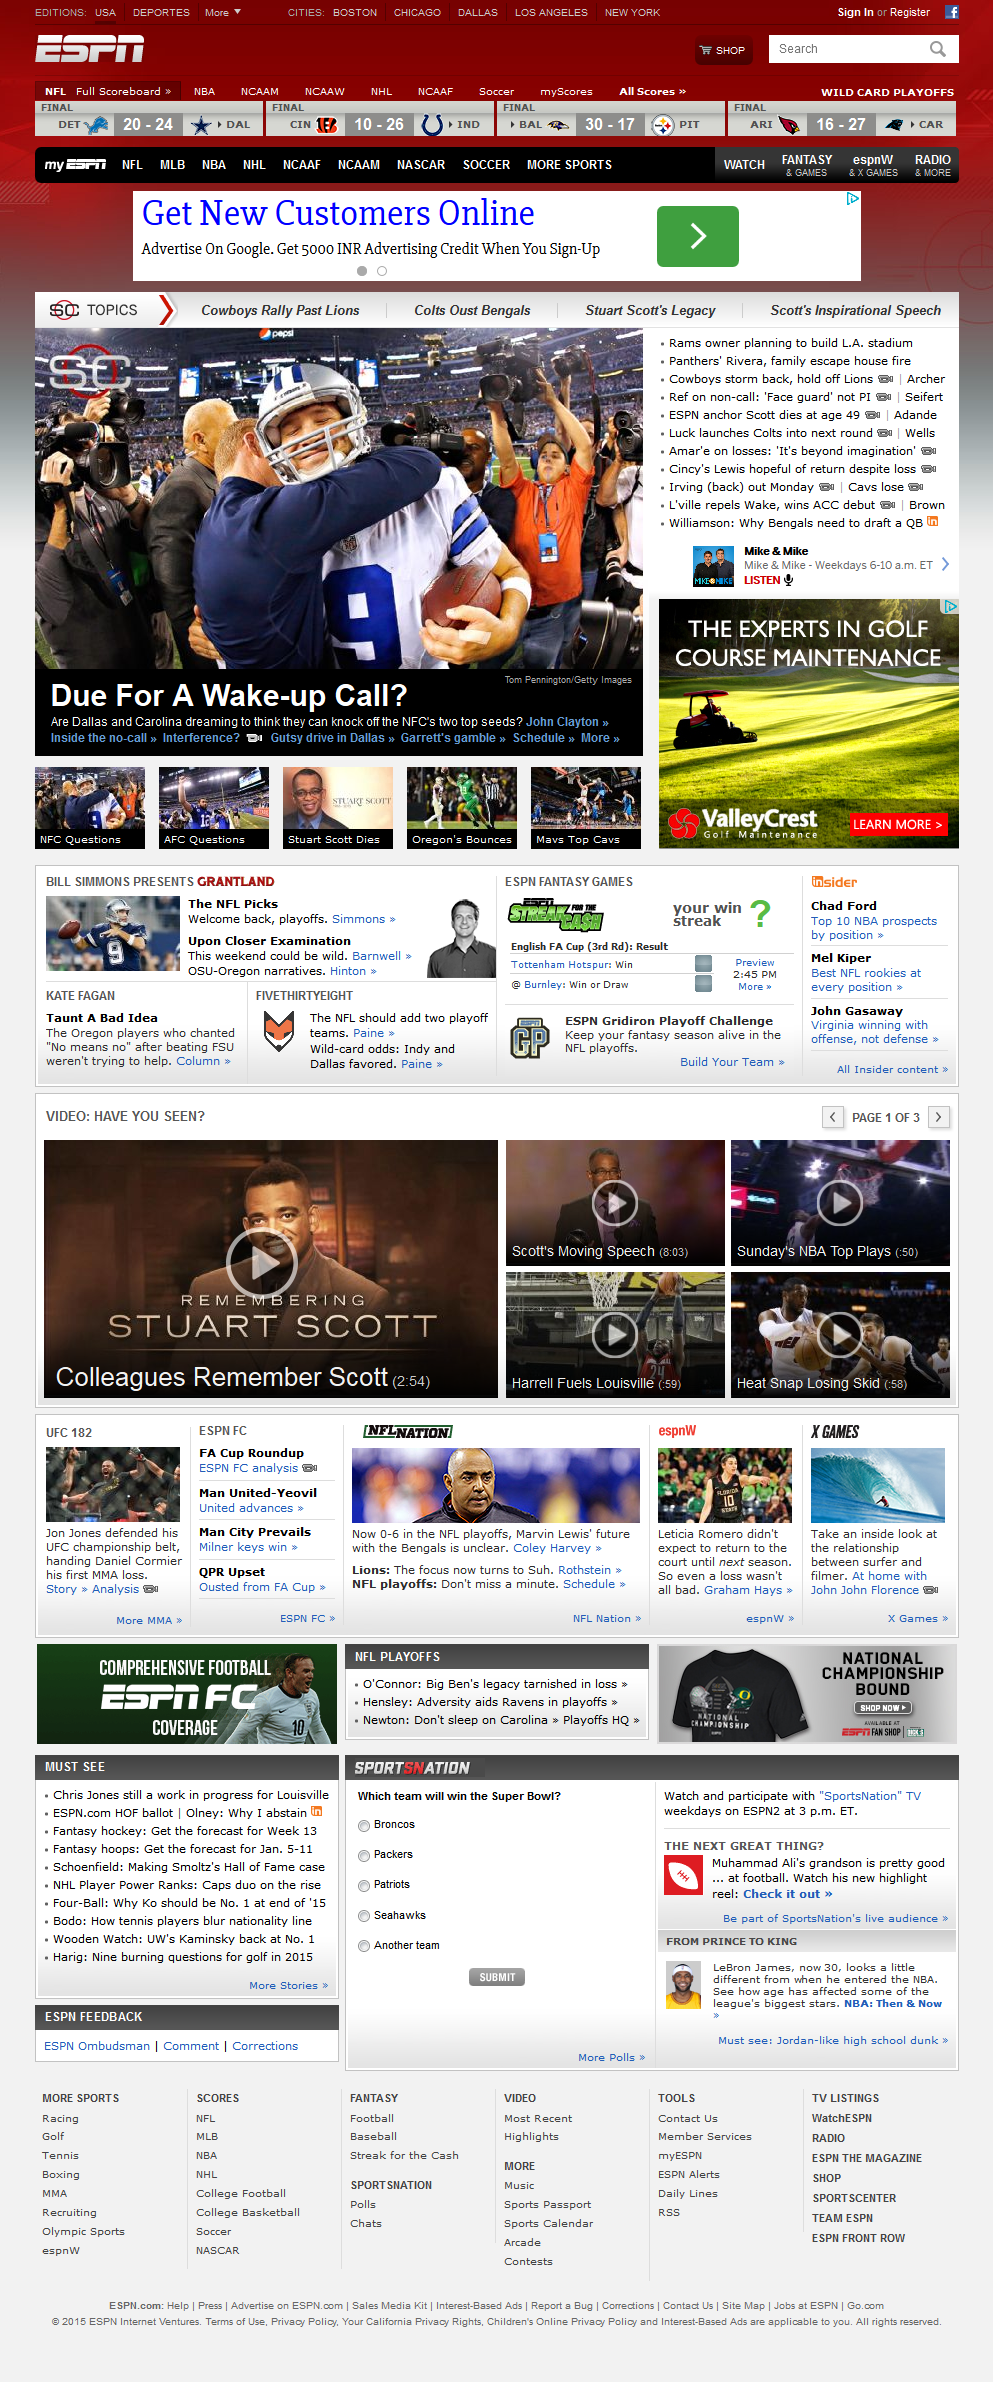 EDITIONS: USA DEPORTES More CITIES: BOSTON CHICAGO DALLAS LOS ANGELES NEW YORK Sign In or Register
ESPN SHOP Search
NFL Full Scoreboard » NBA NCAAM NCAAW NHL NCAAF Soccer myScores All Scores » WILD CARD PLAYOFFS
FINAL FINAL FINAL FINAL
DET 20 - 24 DAL CIN 10 - 26 IND BAL 30 - 17 PIT ARI 16 - 27 CAR
my ESPN NFL MLB NBA NHL NCAAF NCAAM NASCAR SOCCER MORE SPORTS WATCH FANTASY & GAMES espnW & X GAMES RADIO & MORE
Get New Customers Online
Advertise On Google. Get 5000 INR Advertising Credit When You Sign-Up
SC TOPICS Cowboys Rally Past Lions Colts Oust Bengals Stuart Scott's Legacy Scott's Inspirational Speech
pepsi
SC
9
Tom Pennington/Getty Images
Due For A Wake-up Call?
Are Dallas and Carolina dreaming to think they can knock off the NFC's two top seeds? John Clayton »
Inside the no-call » Interference? Gutsy drive in Dallas » Garrett's gamble » Schedule » More »
Rams owner planning to build L.A. stadium
Panthers' Rivera, family escape house fire
Cowboys storm back, hold off Lions | Archer
Ref on non-call: 'Face guard' not PI | Seifert
ESPN anchor Scott dies at age 49 | Adande
Luck launches Colts into next round | Wells
Amar'e on losses: 'It's beyond imagination'
Cincy's Lewis hopeful of return despite loss
Irving (back) out Monday | Cavs lose
L'ville repels Wake, wins ACC debut | Brown
Williamson: Why Bengals need to draft a QB in
Mike & Mike
Mike & Mike - Weekdays 6-10 a.m. ET
LISTEN
THE EXPERTS IN GOLF
COURSE MAINTENANCE
ValleyCrest
Golf Maintenance
LEARN MORE >
STUART SCOTT
NFC Questions AFC Questions Stuart Scott Dies Oregon's Bounces Mavs Top Cavs
BILL SIMMONS PRESENTS GRANTLAND
The NFL Picks
Welcome back, playoffs. Simmons »
Upon Closer Examination
This weekend could be wild. Barnwell »
OSU-Oregon narratives. Hinton »
KATE FAGAN
Taunt A Bad Idea
The Oregon players who chanted
"No means no" after beating FSU
weren't trying to help. Column »
FIVETHIRTYEIGHT
The NFL should add two playoff
teams. Paine »
Wild-card odds: Indy and
Dallas favored. Paine »
ESPN FANTASY GAMES
ESPN STREAK FOR THE CASH
your win streak ?
English FA Cup (3rd Rd): Result
Tottenham Hotspur: Win
@ Burnley: Win or Draw
Preview
2:45 PM
More »
GP
ESPN Gridiron Playoff Challenge
Keep your fantasy season alive in the
NFL playoffs.
Build Your Team »
insider
Chad Ford
Top 10 NBA prospects
by position »
Mel Kiper
Best NFL rookies at
every position »
John Gasaway
Virginia winning with
offense, not defense »
All Insider content »
VIDEO: HAVE YOU SEEN? PAGE 1 OF 3
REMEMBERING
STUART SCOTT
Colleagues Remember Scott (2:54)
Scott's Moving Speech (8:03)
Sunday's NBA Top Plays (:50)
Harrell Fuels Louisville (:59)
Heat Snap Losing Skid (:58)
UFC 182
Jon Jones defended his
UFC championship belt,
handing Daniel Cormier
his first MMA loss.
Story » Analysis
More MMA »
ESPN FC
FA Cup Roundup
ESPN FC analysis
Man United-Yeovil
United advances »
Man City Prevails
Milner keys win »
QPR Upset
Ousted from FA Cup »
ESPN FC »
NFL NATION
Now 0-6 in the NFL playoffs, Marvin Lewis' future
with the Bengals is unclear. Coley Harvey »
Lions: The focus now turns to Suh. Rothstein »
NFL playoffs: Don't miss a minute. Schedule »
NFL Nation »
espnW
FLORIDA
10
Leticia Romero didn't
expect to return to the
court until next season.
So even a loss wasn't
all bad. Graham Hays »
espnW »
X GAMES
Take an inside look at
the relationship
between surfer and
filmer. At home with
John John Florence
X Games »
COMPREHENSIVE FOOTBALL
ESPN FC
COVERAGE
10
NFL PLAYOFFS
O'Connor: Big Ben's legacy tarnished in loss »
Hensley: Adversity aids Ravens in playoffs »
Newton: Don't sleep on Carolina » Playoffs HQ »
NATIONAL
CHAMPIONSHIP
BOUND
SHOP NOW
AVAILABLE AT
ESPN FAN SHOP
NATIONAL
CHAMPIONSHIP
MUST SEE
Chris Jones still a work in progress for Louisville
ESPN.com HOF ballot | Olney: Why I abstain in
Fantasy hockey: Get the forecast for Week 13
Fantasy hoops: Get the forecast for Jan. 5-11
Schoenfield: Making Smoltz's Hall of Fame case
NHL Player Power Ranks: Caps duo on the rise
Four-Ball: Why Ko should be No. 1 at end of '15
Bodo: How tennis players blur nationality line
Wooden Watch: UW's Kaminsky back at No. 1
Harig: Nine burning questions for golf in 2015
More Stories »
ESPN FEEDBACK
ESPN Ombudsman | Comment | Corrections
SPORTSNATION
Which team will win the Super Bowl?
Broncos
Packers
Patriots
Seahawks
Another team
SUBMIT
More Polls »
Watch and participate with "SportsNation" TV
weekdays on ESPN2 at 3 p.m. ET.
THE NEXT GREAT THING?
Muhammad Ali's grandson is pretty good
... at football. Watch his new highlight
reel: Check it out »
Be part of SportsNation's live audience »
FROM PRINCE TO KING
LeBron James, now 30, looks a little
different from when he entered the NBA.
See how age has affected some of the
league's biggest stars. NBA: Then & Now
»
Must see: Jordan-like high school dunk »
MORE SPORTS
Racing
Golf
Tennis
Boxing
MMA
Recruiting
Olympic Sports
espnW
SCORES
NFL
MLB
NBA
NHL
College Football
College Basketball
Soccer
NASCAR
FANTASY
Football
Baseball
Streak for the Cash
SPORTSNATION
Polls
Chats
VIDEO
Most Recent
Highlights
MORE
Music
Sports Passport
Sports Calendar
Arcade
Contests
TOOLS
Contact Us
Member Services
myESPN
ESPN Alerts
Daily Lines
RSS
TV LISTINGS
WatchESPN
RADIO
ESPN THE MAGAZINE
SHOP
SPORTSCENTER
TEAM ESPN
ESPN FRONT ROW
ESPN.com: Help | Press | Advertise on ESPN.com | Sales Media Kit | Interest-Based Ads | Report a Bug | Corrections | Contact Us | Site Map | Jobs at ESPN | Go.com
© 2015 ESPN Internet Ventures. Terms of Use, Privacy Policy, Your California Privacy Rights, Children's Online Privacy Policy and Interest-Based Ads are applicable to you. All rights reserved.